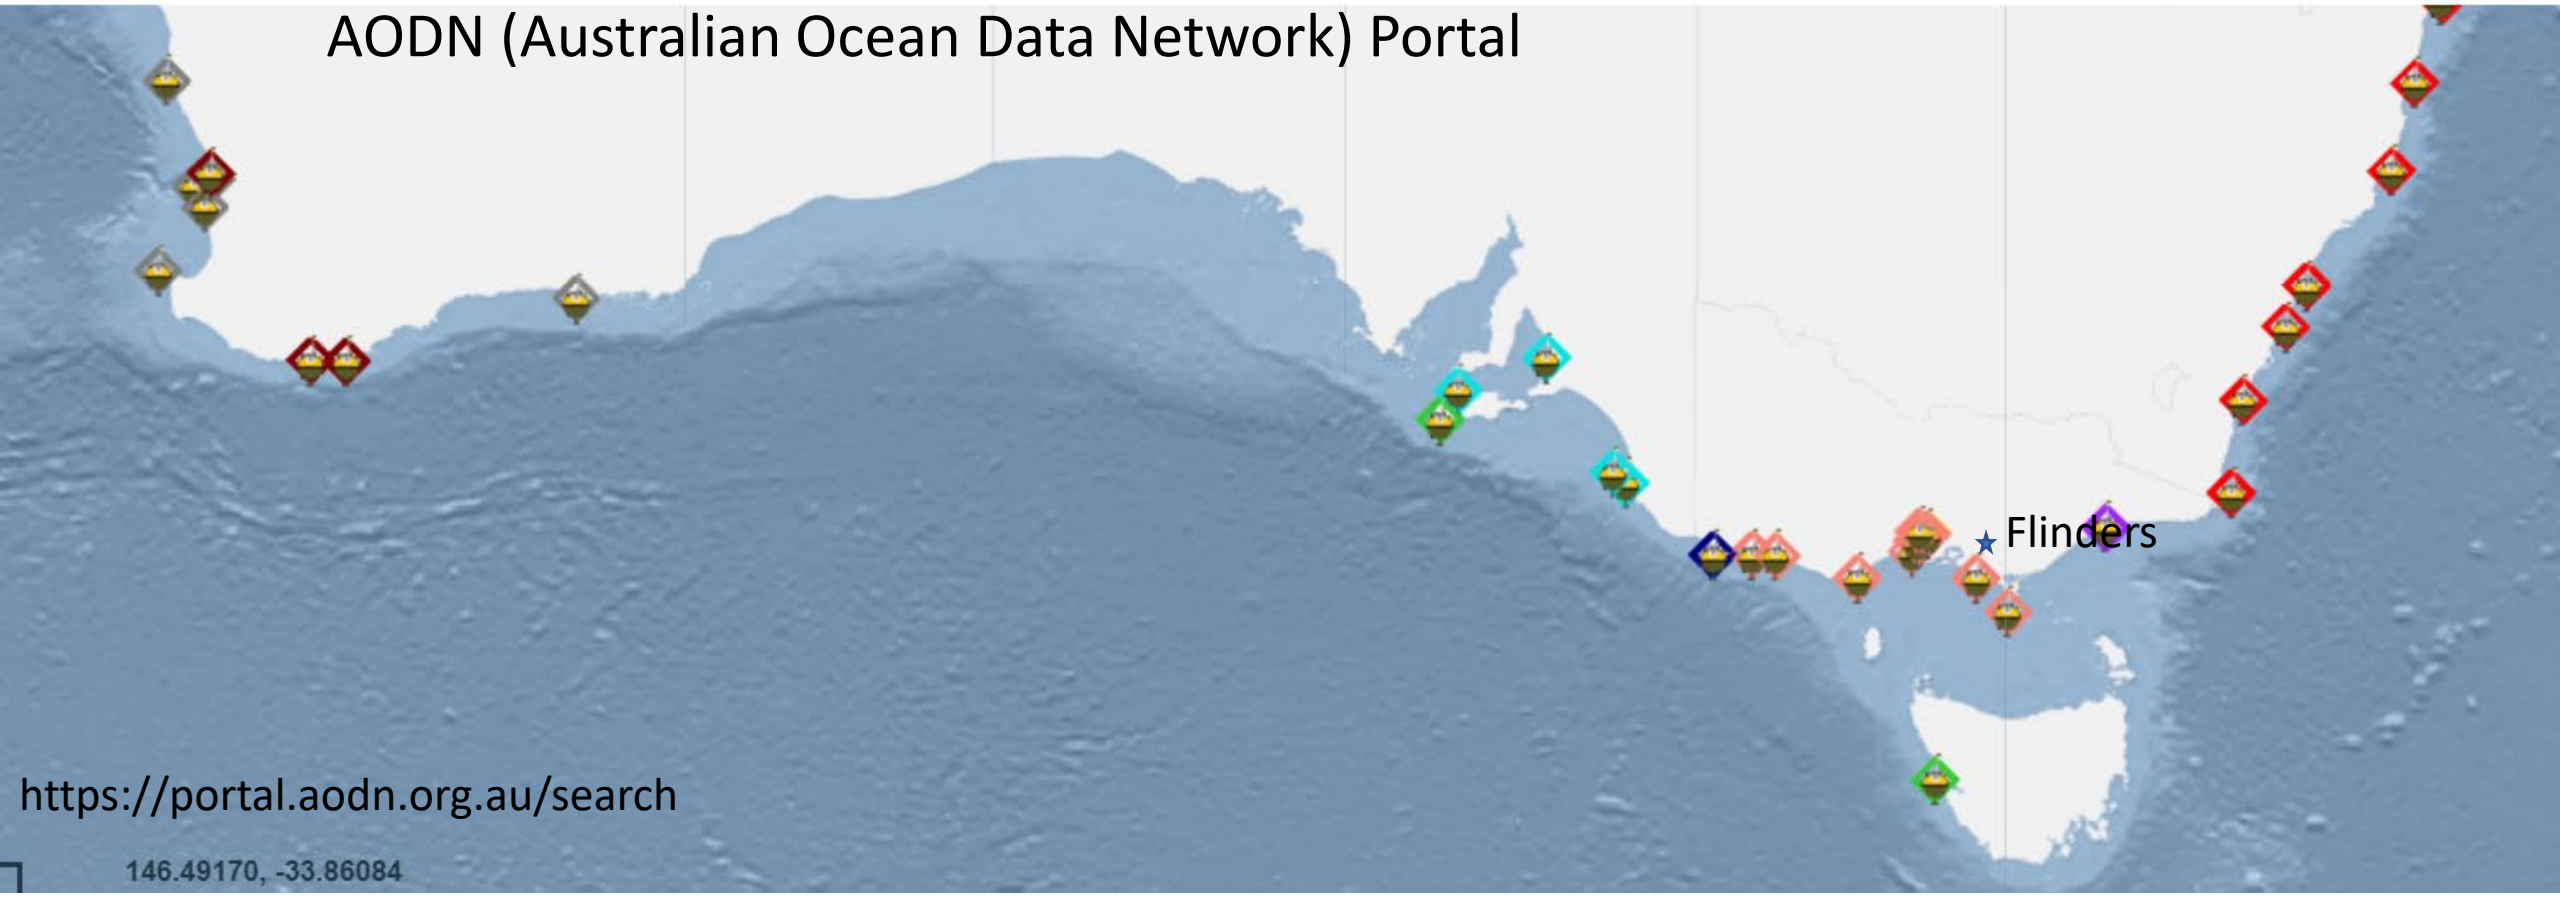 AODN (Australian Ocean Data Network) Portal
Flinders
https://portal.aodn.org.au/search
146.49170, -33.86084